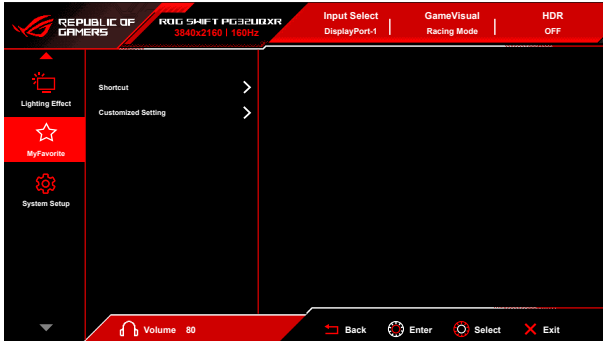 REPUBLIC OF
GAMERS
ROG SWIFT PG32UQXR
3840x2160 | 160Hz
Input Select
DisplayPort-1
GameVisual
Racing Mode
HDR
OFF
Lighting Effect
MyFavorite
System Setup
Shortcut
Customized Setting
Volume 80
Back
Enter
Select
Exit